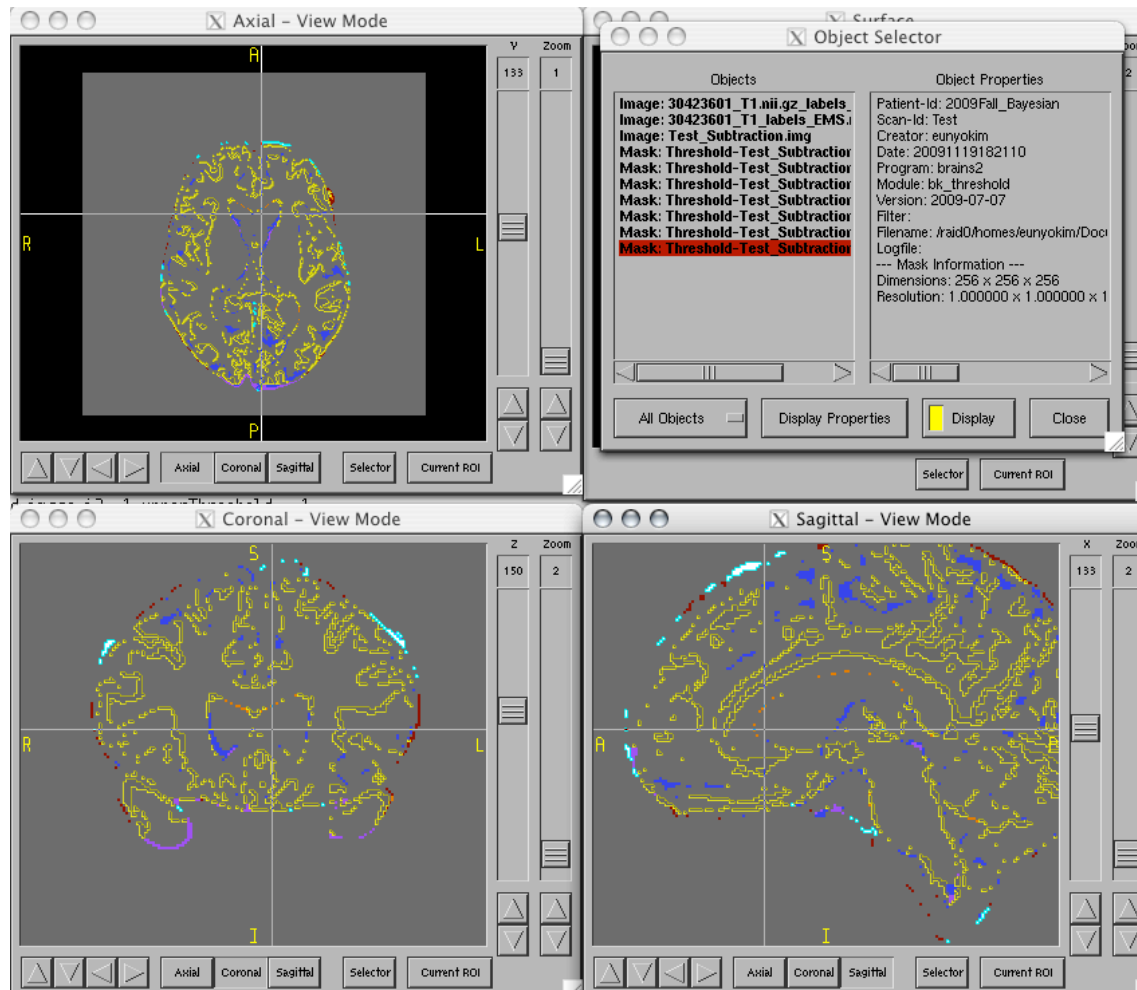 X Axial - View Mode
Y
Zoom
133
1
A
R
L
P
Axial
Coronal
Sagittal
Selector
Current ROI
Surface
2
Selector
Current ROI
X Object Selector
Objects
Image: 30423601_T1.nii.gz_labels_
Image: 30423601_T1_labels_EMS.
Image: Test_Subtraction.img
Mask: Threshold-Test_Subtraction
Mask: Threshold-Test_Subtraction
Mask: Threshold-Test_Subtraction
Mask: Threshold-Test_Subtraction
Mask: Threshold-Test_Subtraction
Mask: Threshold-Test_Subtraction
Mask: Threshold-Test_Subtraction
Object Properties
Patient-Id: 2009Fall_Bayesian
Scan-Id: Test
Creator: eunyokim
Date: 20091119182110
Program: brains2
Module: bk_threshold
Version: 2009-07-07
Filter:
Filename: /raid0/homes/eunyokim/Docu
Logfile:
--- Mask Information ---
Dimensions: 256 x 256 x 256
Resolution: 1.000000 x 1.000000 x 1
All Objects
Display Properties
Display
Close
X Coronal - View Mode
Z
Zoom
150
2
S
R
L
I
Axial
Coronal
Sagittal
Selector
Current ROI
X Sagittal - View Mode
X
Zoom
133
2
S
A
P
I
Axial
Coronal
Sagittal
Selector
Current ROI